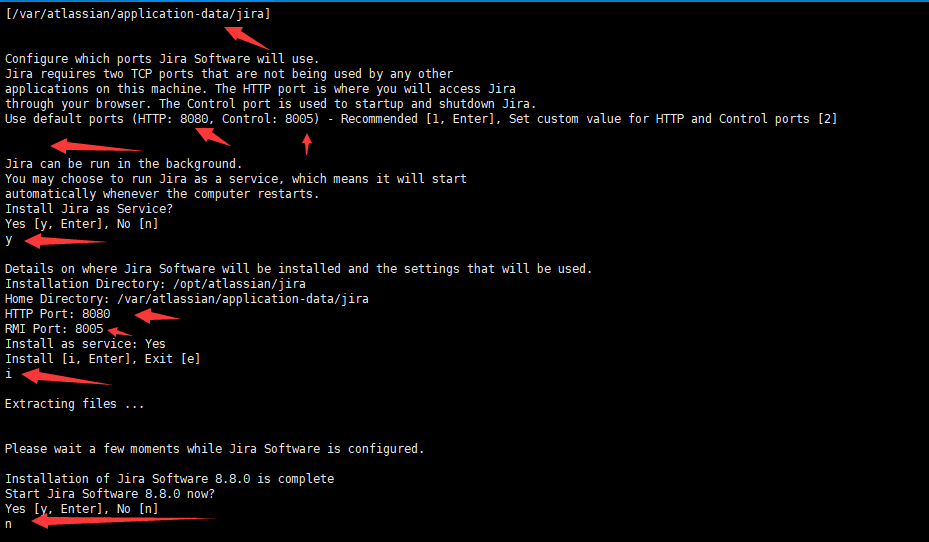 [/var/atlassian/application-data/jira]
Configure which ports Jira Software will use.
Jira requires two TCP ports that are not being used by any other
applications on this machine. The HTTP port is where you will access Jira
through your browser. The Control port is used to startup and shutdown Jira.
Use default ports (HTTP: 8080, Control: 8005) - Recommended [1, Enter], Set custom value for HTTP and Control ports [2]
Jira can be run in the background.
You may choose to run Jira as a service, which means it will start
automatically whenever the computer restarts.
Install Jira as Service?
Yes [y, Enter], No [n]
y
Details on where Jira Software will be installed and the settings that will be used.
Installation Directory: /opt/atlassian/jira
Home Directory: /var/atlassian/application-data/jira
HTTP Port: 8080
RMI Port: 8005
Install as service: Yes
Install [i, Enter], Exit [e]
i
Extracting files ...
Please wait a few moments while Jira Software is configured.
Installation of Jira Software 8.8.0 is complete
Start Jira Software 8.8.0 now?
Yes [y, Enter], No [n]
n